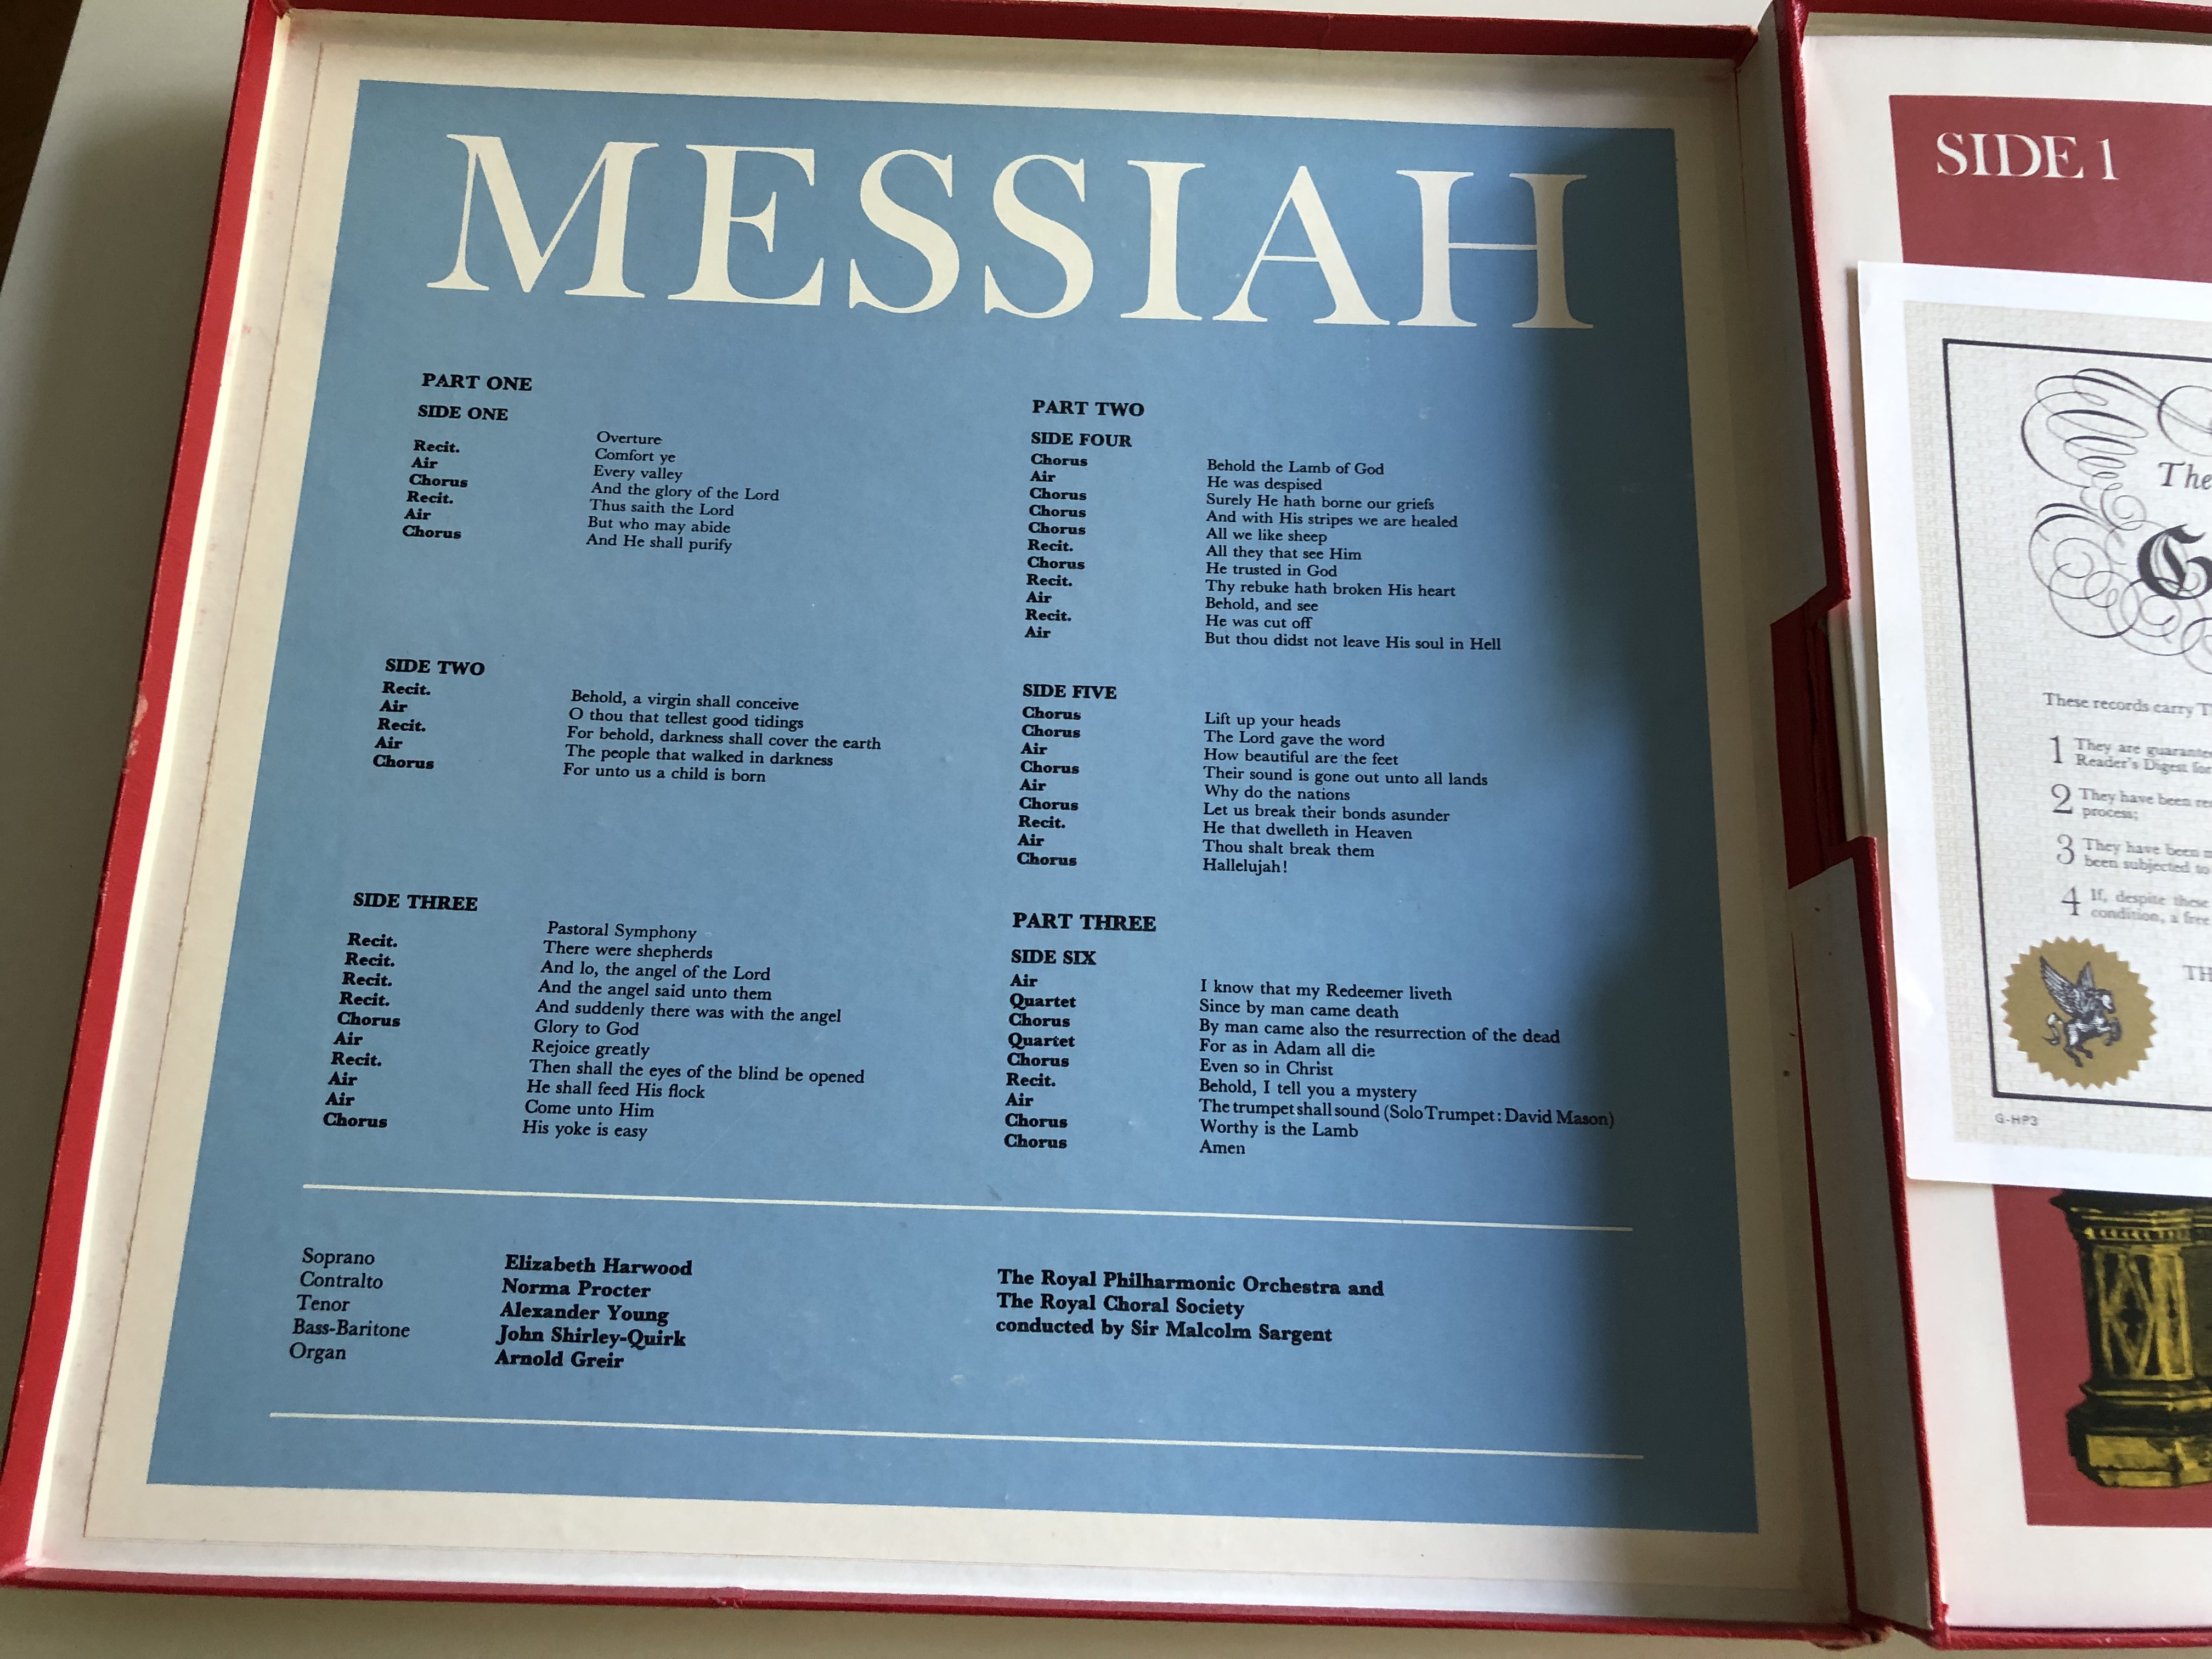 MESSIAH
PART ONE
SIDE ONE
Overture
Recit. Comfort ye
Air Every valley
Chorus And the glory of the Lord
Recit. Thus saith the Lord
Air But who may abide
Chorus And He shall purify
SIDE TWO
Recit. Behold, a virgin shall conceive
Air O thou that tellest good tidings
Recit. For behold, darkness shall cover the earth
Air The people that walked in darkness
Chorus For unto us a child is born
SIDE THREE
Pastoral Symphony
Recit. There were shepherds
Recit. And lo, the angel of the Lord
Recit. And the angel said unto them
Recit. And suddenly there was with the angel
Chorus Glory to God
Air Rejoice greatly
Recit. Then shall the eyes of the blind be opened
Air He shall feed His flock
Air Come unto Him
Chorus His yoke is easy
PART TWO
SIDE FOUR
Chorus Behold the Lamb of God
Air He was despised
Chorus Surely He hath borne our griefs
Chorus And with His stripes we are healed
Chorus All we like sheep
Recit. All they that see Him
Chorus He trusted in God
Recit. Thy rebuke hath broken His heart
Air Behold, and see
Recit. He was cut off
Air But thou didst not leave His soul in Hell
SIDE FIVE
Chorus Lift up your heads
Chorus The Lord gave the word
Air How beautiful are the feet
Chorus Their sound is gone out unto all lands
Air Why do the nations
Chorus Let us break their bonds asunder
Recit. He that dwelleth in Heaven
Air Thou shalt break them
Chorus Hallelujah!
PART THREE
SIDE SIX
Air I know that my Redeemer liveth
Quartet Since by man came death
Chorus By man came also the resurrection of the dead
Quartet For as in Adam all die
Chorus Even so in Christ
Recit. Behold, I tell you a mystery
Air The trumpet shall sound (Solo Trumpet: David Mason)
Chorus Worthy is the Lamb
Chorus Amen
Soprano Elizabeth Harwood
Contralto Norma Procter
Tenor Alexander Young
Bass-Baritone John Shirley-Quirk
Organ Arnold Greir
The Royal Philharmonic Orchestra and
The Royal Choral Society
conducted by Sir Malcolm Sargent
SIDE 1
The
G
These records carry T
1 They are guarante
Reader's Digest for
2 They have been re
process;
3 They have been m
been subjected to
4 If, despite these
condition, a free
TH
G-HP3